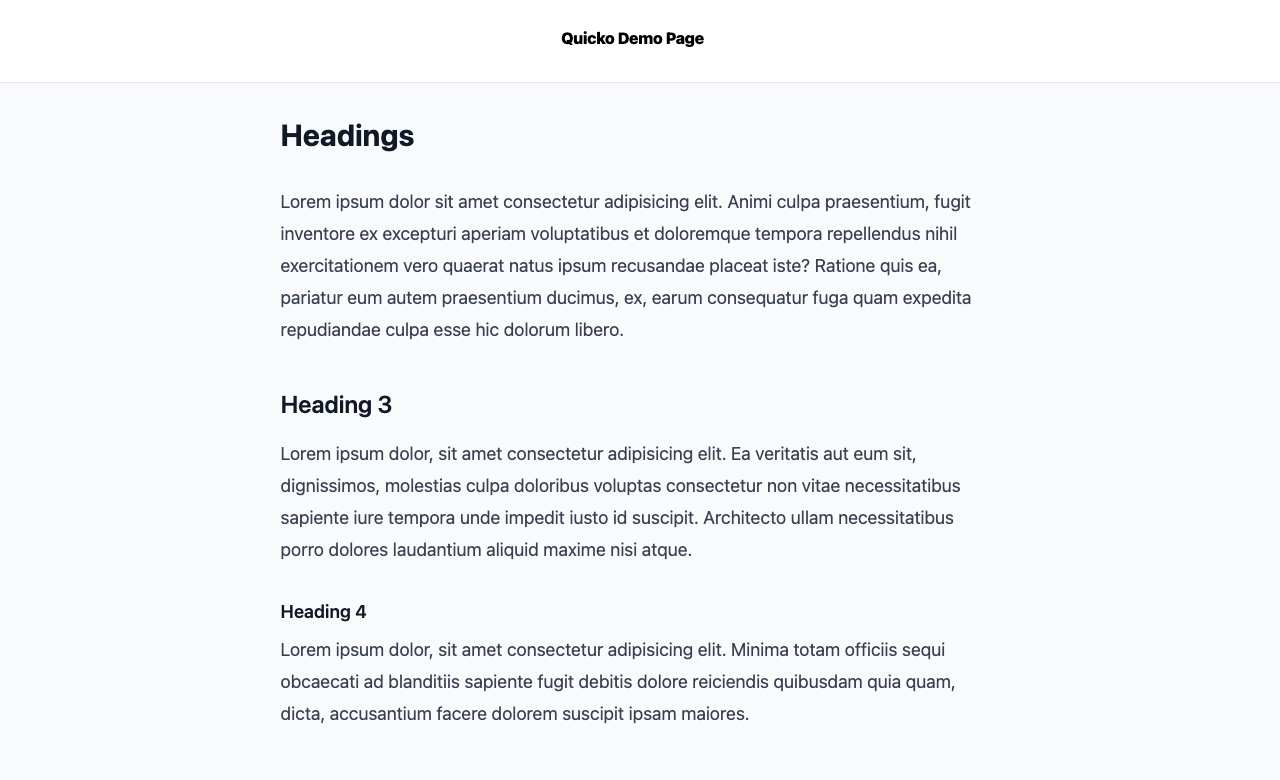 Quicko Demo Page
Headings
Lorem ipsum dolor sit amet consectetur adipisicing elit. Animi culpa praesentium, fugit
inventore ex excepturi aperiam voluptatibus et doloremque tempora repellendus nihil
exercitationem vero quaerat natus ipsum recusandae placeat iste? Ratione quis ea,
pariatur eum autem praesentium ducimus, ex, earum consequatur fuga quam expedita
repudiandae culpa esse hic dolorum libero.
Heading 3
Lorem ipsum dolor, sit amet consectetur adipisicing elit. Ea veritatis aut eum sit,
dignissimos, molestias culpa doloribus voluptas consectetur non vitae necessitatibus
sapiente iure tempora unde impedit iusto id suscipit. Architecto ullam necessitatibus
porro dolores laudantium aliquid maxime nisi atque.
Heading 4
Lorem ipsum dolor, sit amet consectetur adipisicing elit. Minima totam officiis sequi
obcaecati ad blanditiis sapiente fugit debitis dolore reiciendis quibusdam quia quam,
dicta, accusantium facere dolorem suscipit ipsam maiores.